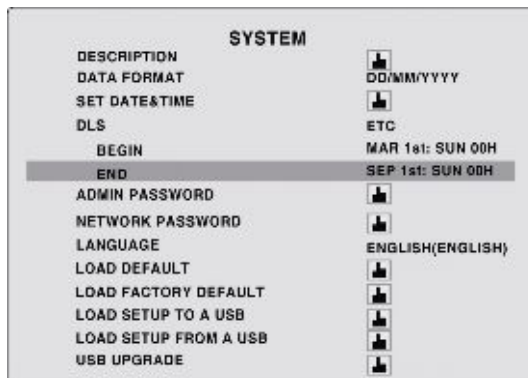 SYSTEM
DESCRIPTION
DATA FORMAT DD/MM/YYYY
SET DATE&TIME
DLS ETC
BEGIN MAR 1st: SUN 00H
END SEP 1st: SUN 00H
ADMIN PASSWORD
NETWORK PASSWORD
LANGUAGE ENGLISH(ENGLISH)
LOAD DEFAULT
LOAD FACTORY DEFAULT
LOAD SETUP TO A USB
LOAD SETUP FROM A USB
USB UPGRADE